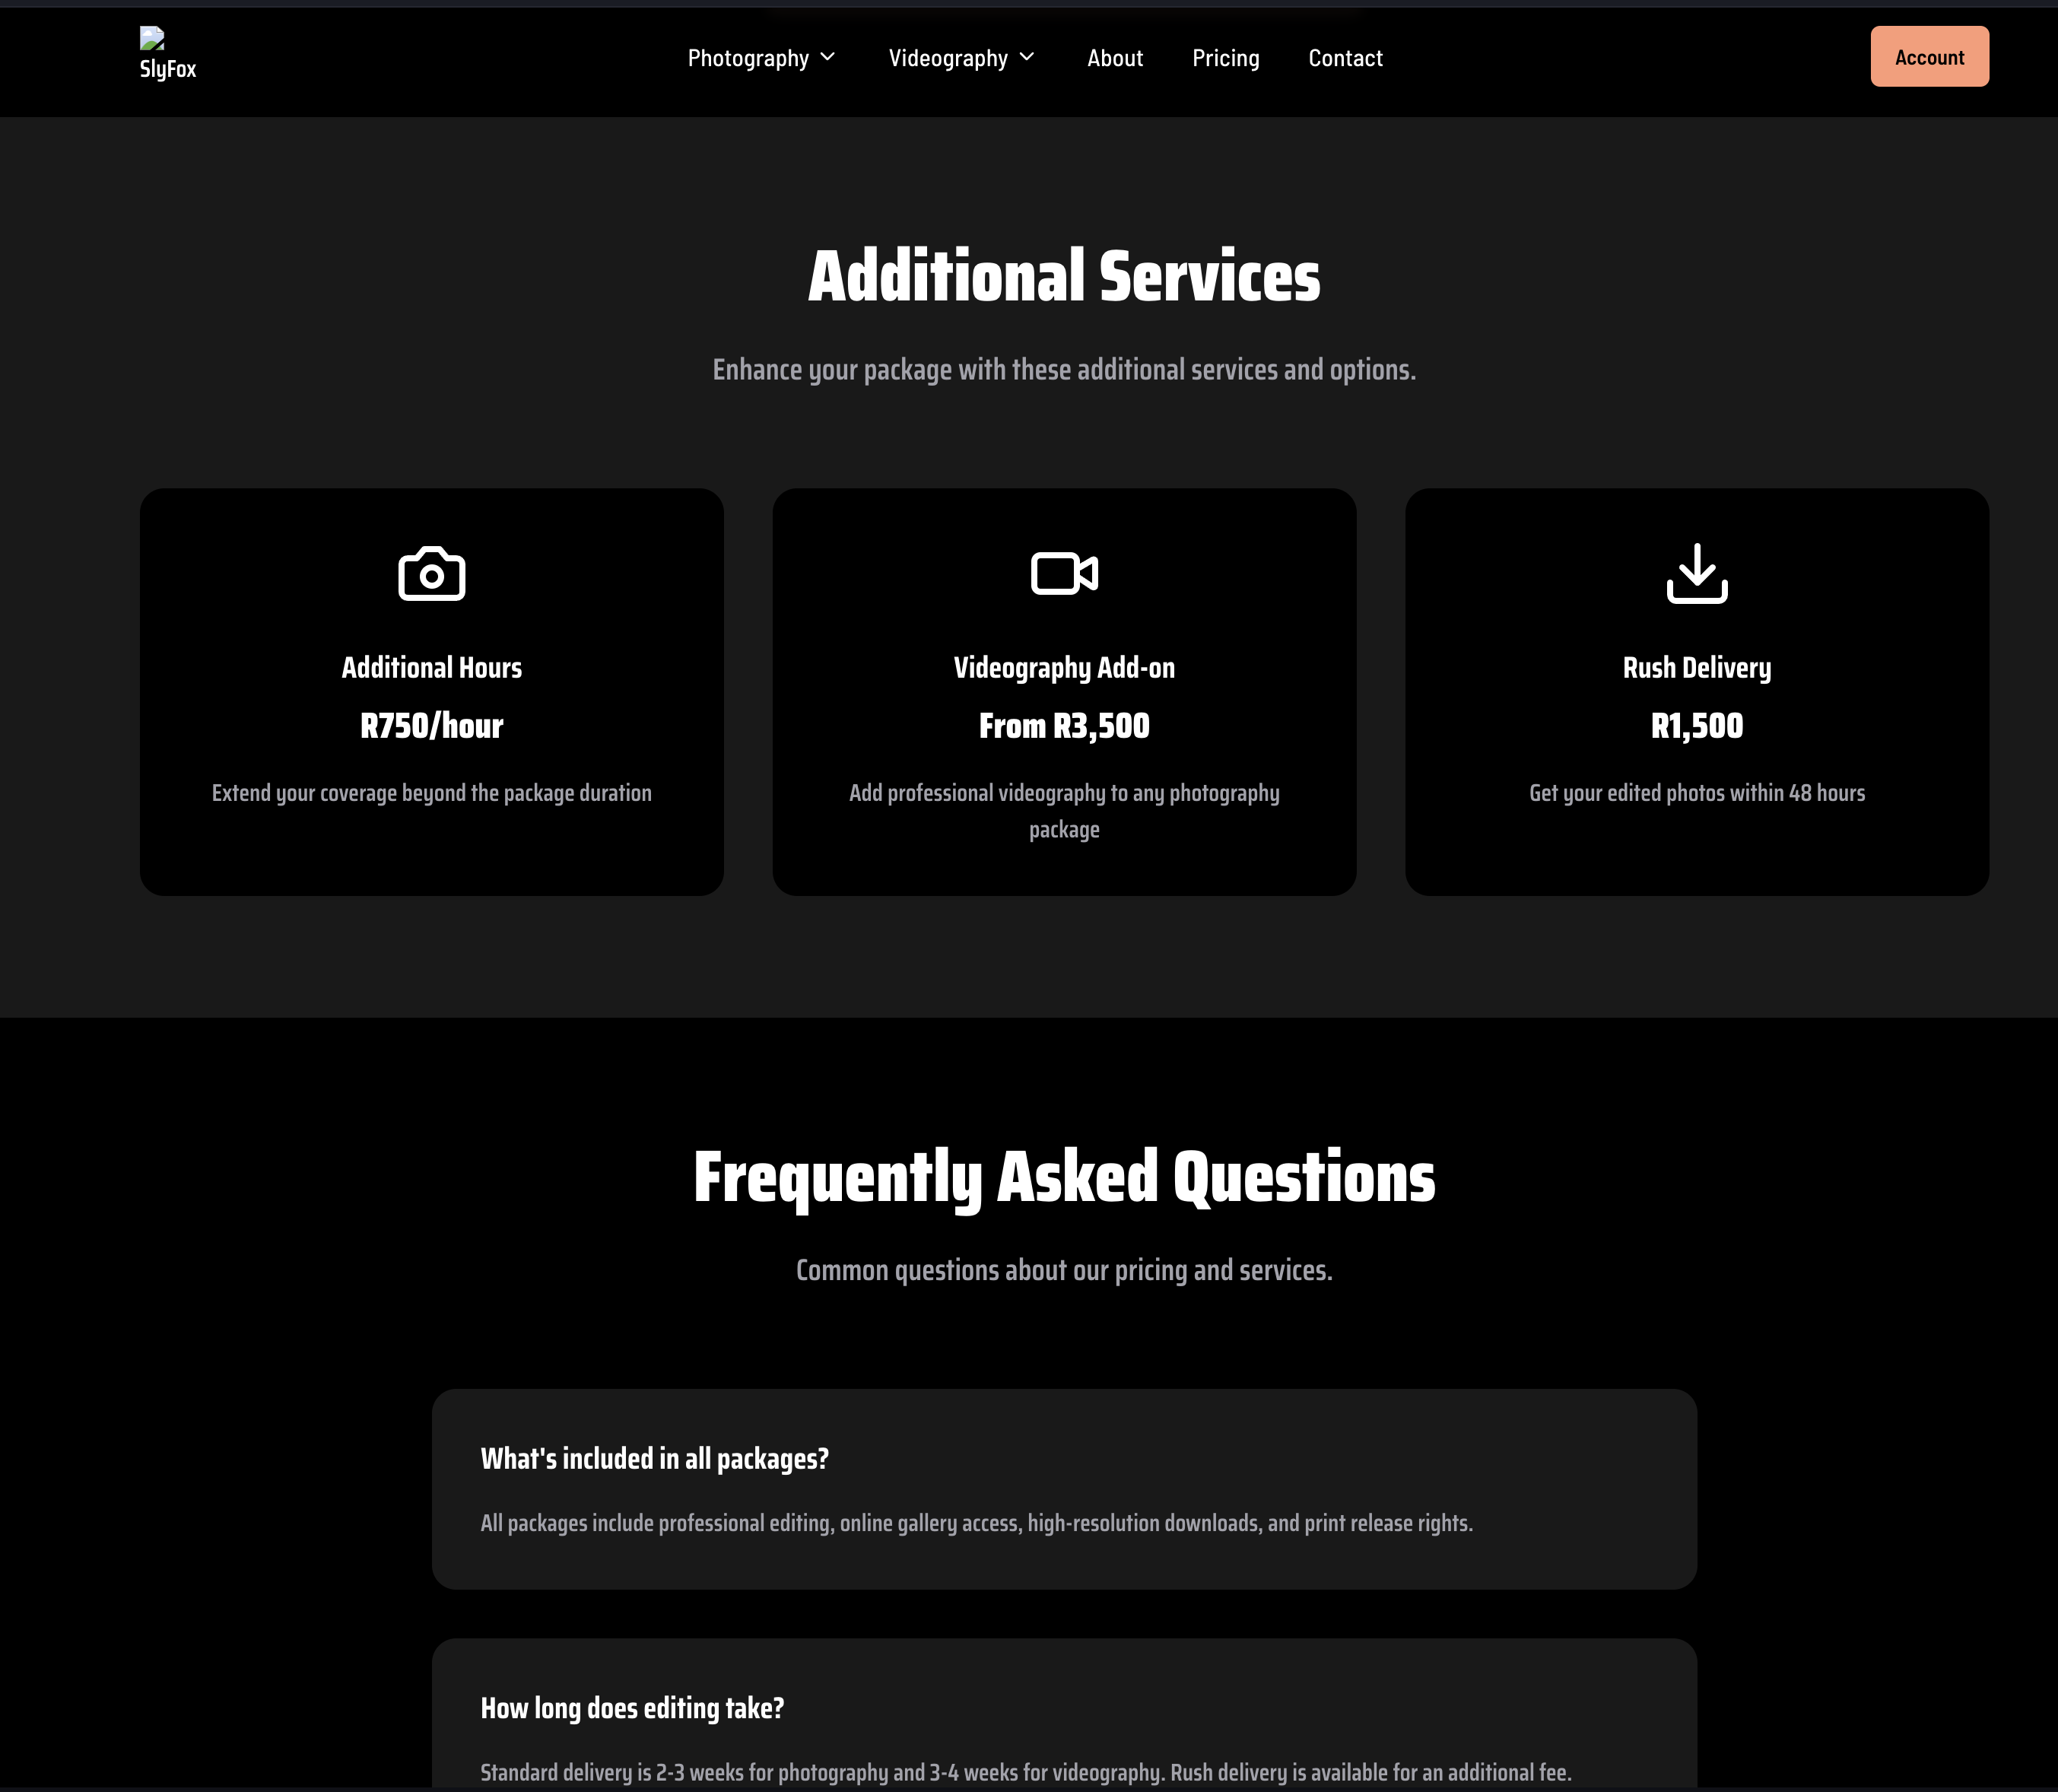 SlyFox
Photography
Videography
About
Pricing
Contact
Account
Additional Services
Enhance your package with these additional services and options.
Additional Hours
R750/hour
Extend your coverage beyond the package duration
Videography Add-on
From R3,500
Add professional videography to any photography
package
Rush Delivery
R1,500
Get your edited photos within 48 hours
Frequently Asked Questions
Common questions about our pricing and services.
What's included in all packages?
All packages include professional editing, online gallery access, high-resolution downloads, and print release rights.
How long does editing take?
Standard delivery is 2-3 weeks for photography and 3-4 weeks for videography. Rush delivery is available for an additional fee.